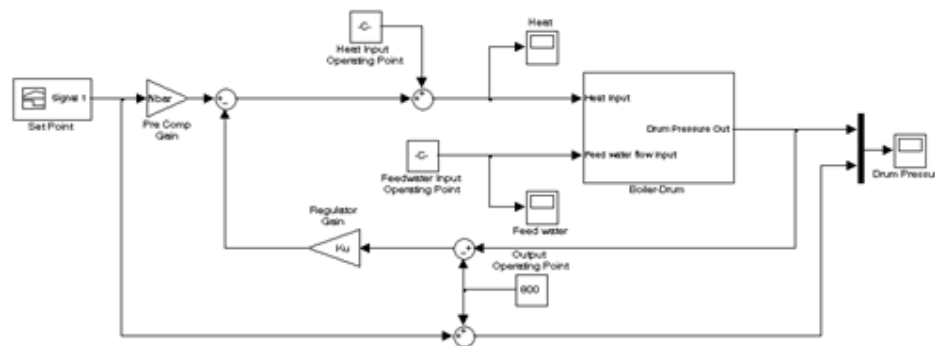 Signal 1
Set Point
Nbar
Pre Comp
Gain
-C-
Heat Input
Operating Point
Heat
Heat Input
Drum Pressure Out
Feed water flow Input
Boiler-Drum
-C-
Feedwater Input
Operating Point
Feed water
Drum Pressure
Regulator
Gain
Ku
Output
Operating Point
600